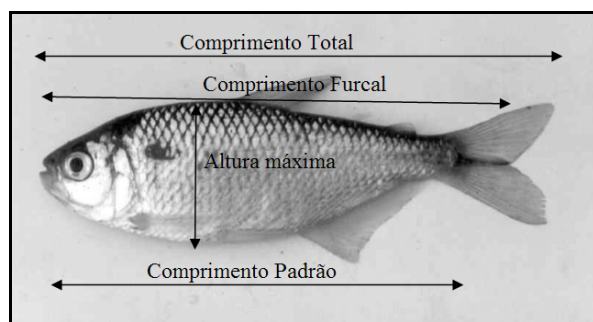 Comprimento Total
Comprimento Furcal
Altura máxima
Comprimento Padrão